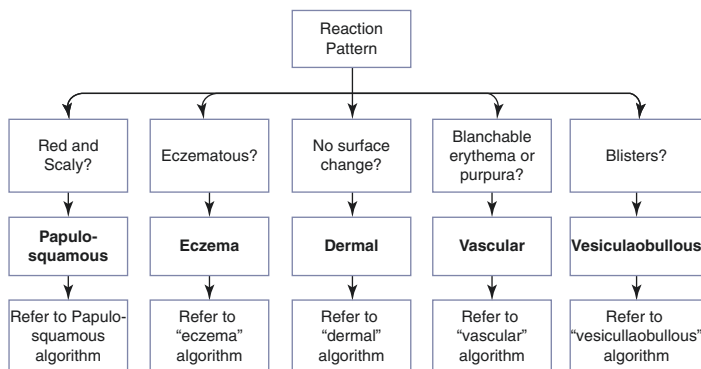 Reaction
Pattern
Red and
Scaly?
Eczematous?
No surface
change?
Blanchable
erythema or
purpura?
Blisters?
Papulo-
squamous
Eczema
Dermal
Vascular
Vesiculaobullous
Refer to Papulo-
squamous
algorithm
Refer to
“eczema”
algorithm
Refer to
“dermal”
algorithm
Refer to
“vascular”
algorithm
Refer to
“vesicullaobullous”
algorithm